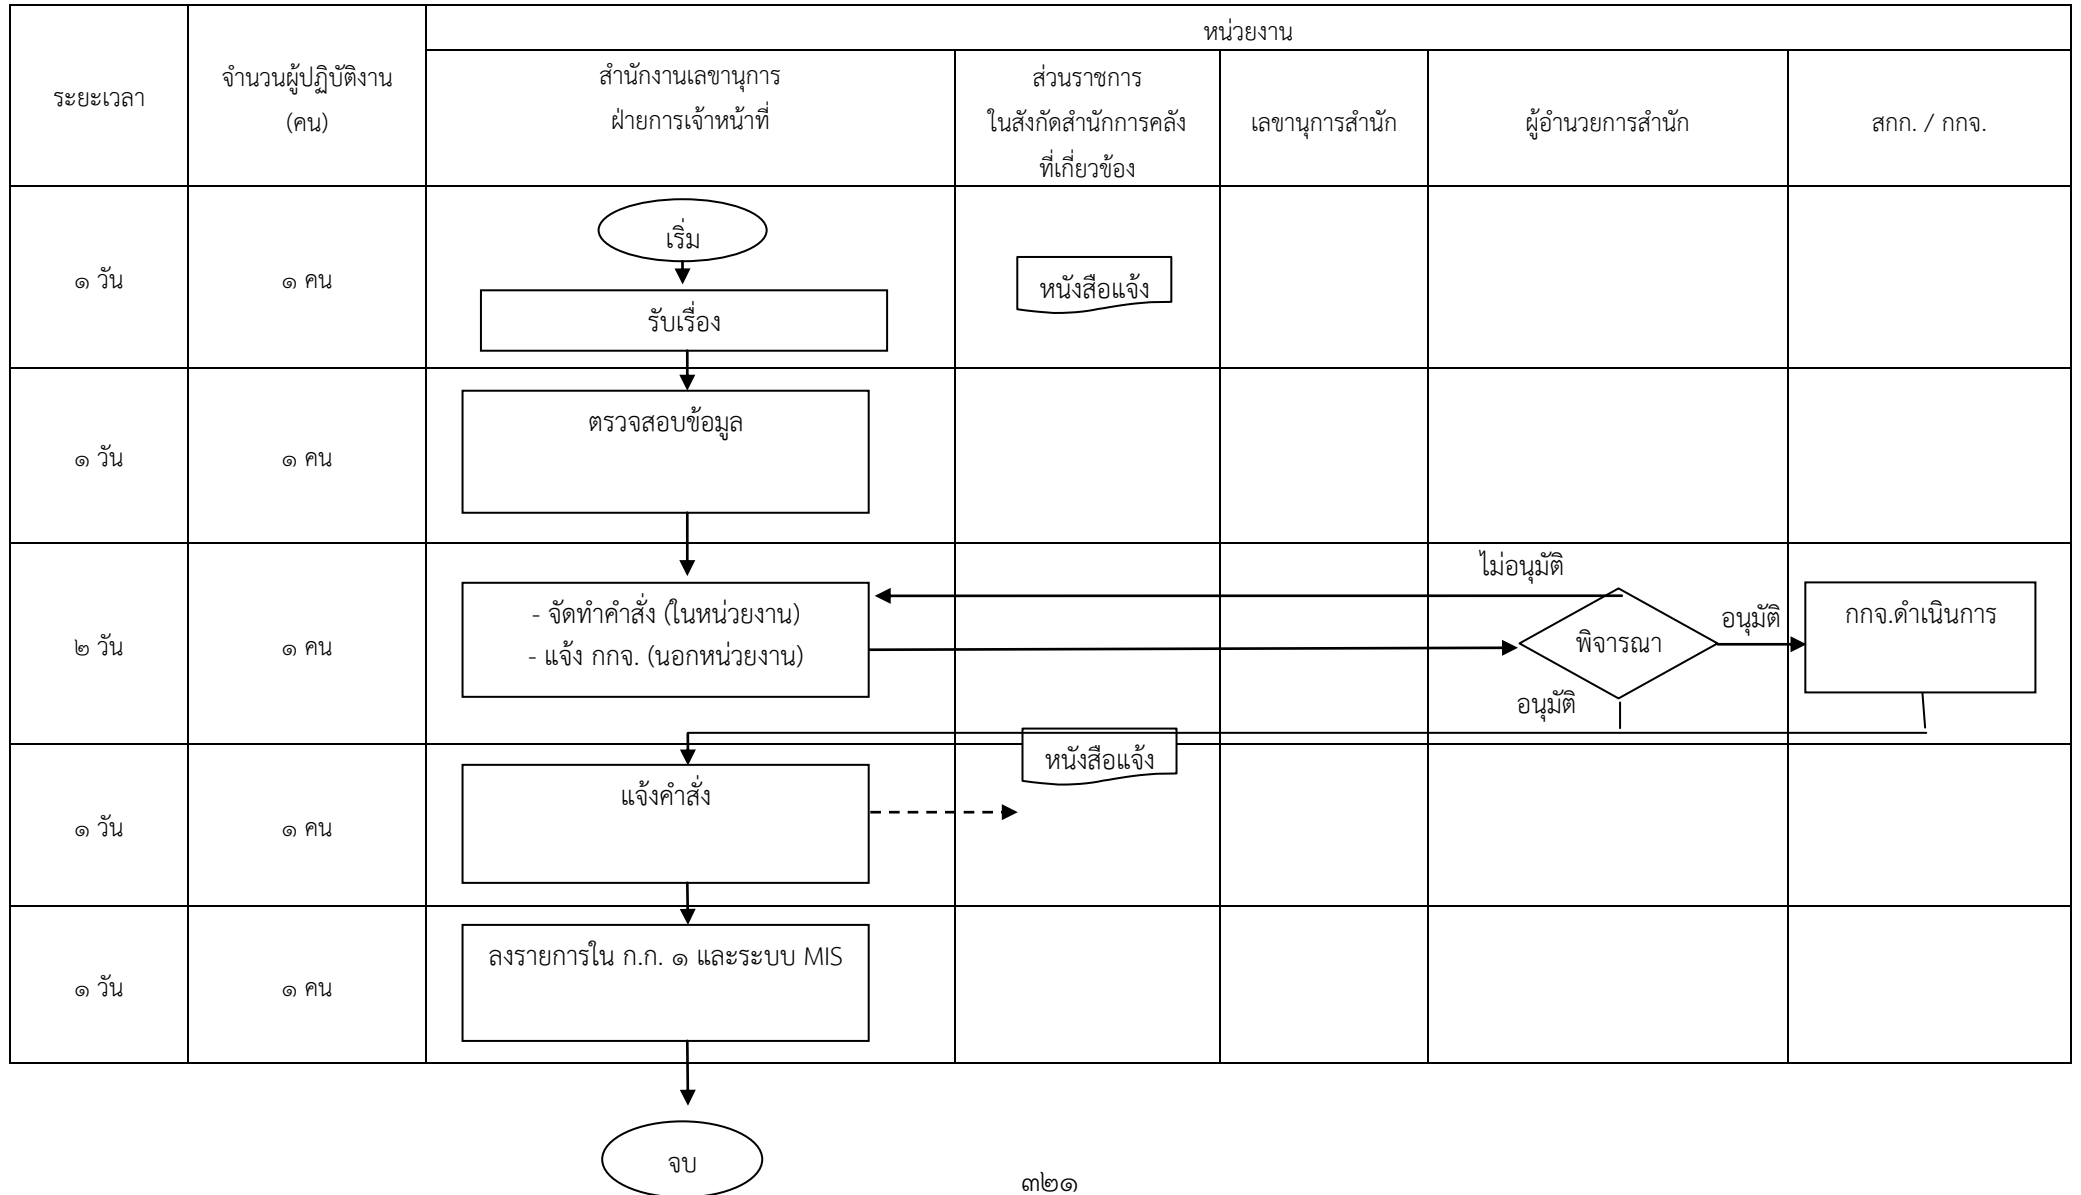 หน่วยงาน
ระยะเวลา
จำนวนผู้ปฏิบัติงาน
(คน)
สำนักงานเลขานุการ
ฝ่ายการเจ้าหน้าที่
ส่วนราชการ
ในสังกัดสำนักการคลัง
ที่เกี่ยวข้อง
เลขานุการสำนัก
ผู้อำนวยการสำนัก
สกก. / กกจ.
๑ วัน
๑ คน
เริ่ม
รับเรื่อง
หนังสือแจ้ง
๑ วัน
๑ คน
ตรวจสอบข้อมูล
๒ วัน
๑ คน
- จัดทำคำสั่ง (ในหน่วยงาน)
- แจ้ง กกจ. (นอกหน่วยงาน)
ไม่อนุมัติ
พิจารณา
อนุมัติ
กกจ.ดำเนินการ
อนุมัติ
๑ วัน
๑ คน
แจ้งคำสั่ง
หนังสือแจ้ง
๑ วัน
๑ คน
ลงรายการใน ก.ก. ๑ และระบบ MIS
จบ
๓๒๑